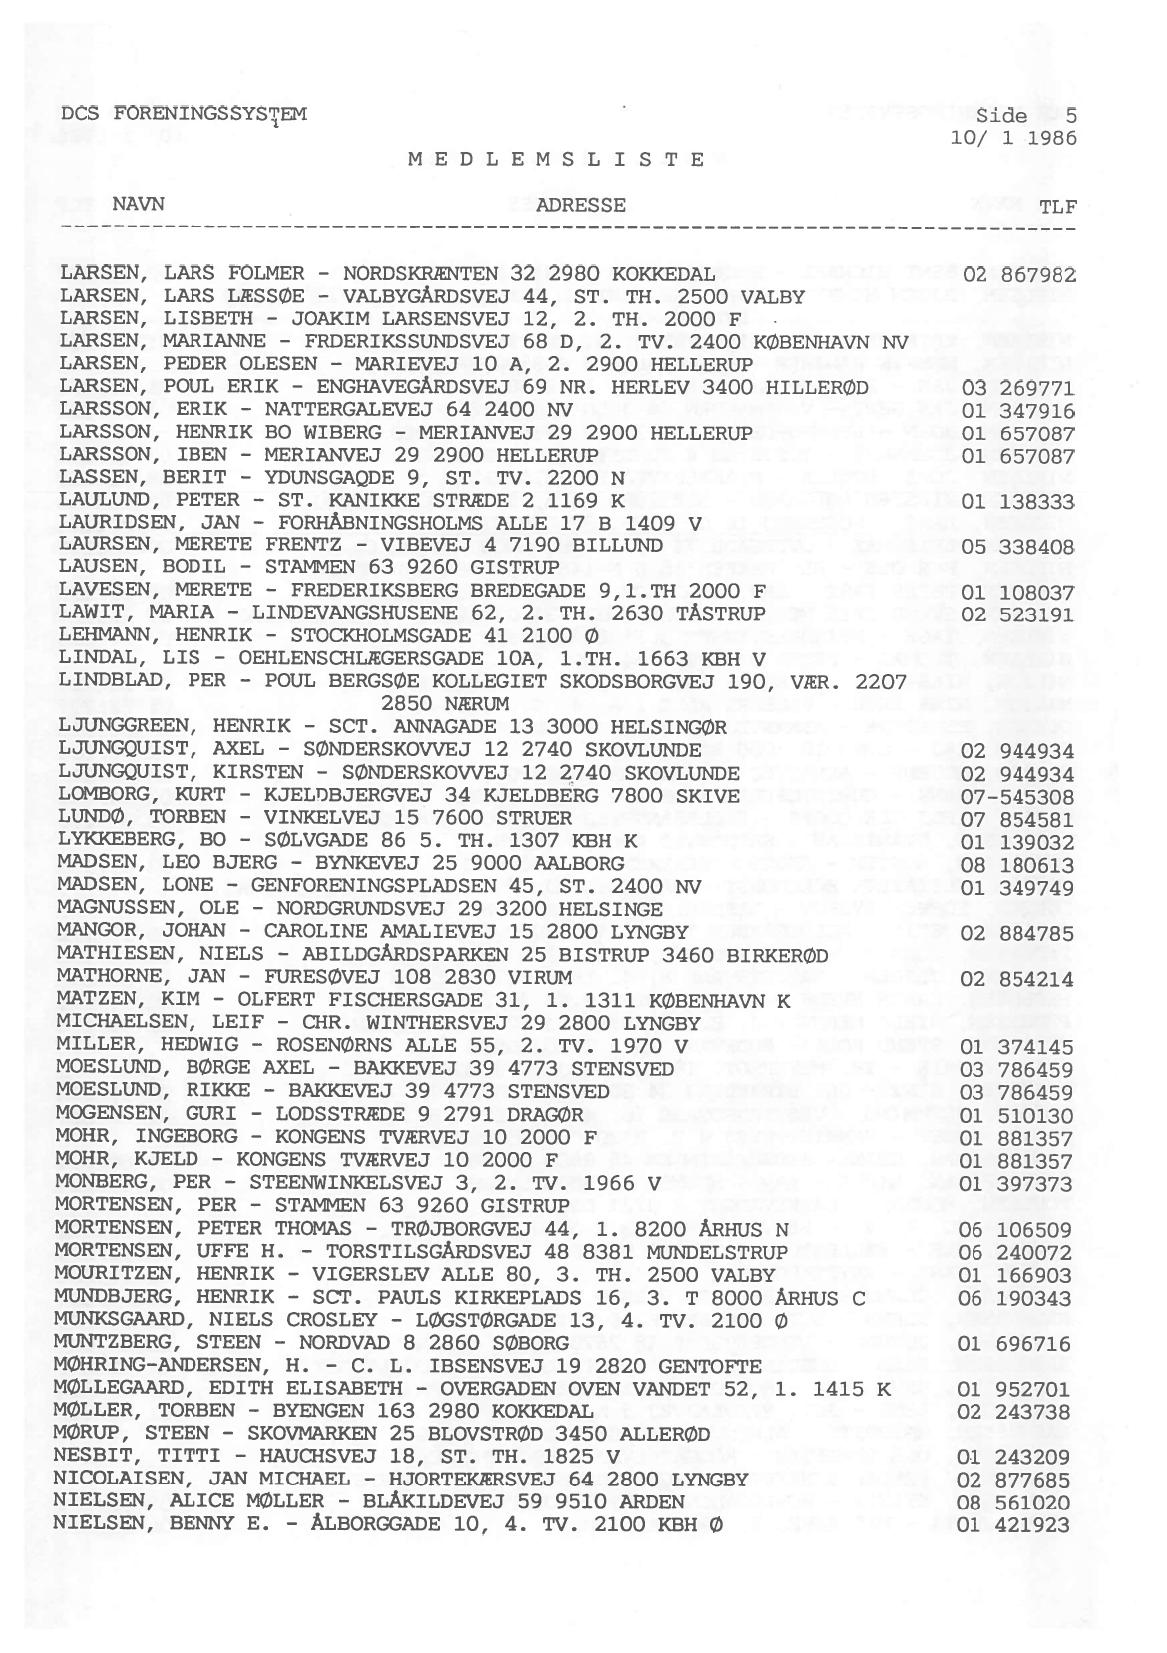 DCS FORENINGSSYSTEM
Side 5
10/ 1 1986
M E D L E M S L I S T E
NAVN ADRESSE TLF
LARSEN, LARS FOLMER - NORDSKRÆNTEN 32 2980 KOKKEDAL 02 867982
LARSEN, LARS LÆSSØE - VALBYGÅRDSVEJ 44, ST. TH. 2500 VALBY
LARSEN, LISBETH - JOAKIM LARSENSVEJ 12, 2. TH. 2000 F
LARSEN, MARIANNE - FRDERIKSSUNDSVEJ 68 D, 2. TV. 2400 KØBENHAVN NV
LARSEN, PEDER OLESEN - MARIEVEJ 10 A, 2. 2900 HELLERUP
LARSEN, POUL ERIK - ENGHAVEGÅRDSVEJ 69 NR. HERLEV 3400 HILLERØD 03 269771
LARSSON, ERIK - NATTERGALEVEJ 64 2400 NV 01 347916
LARSSON, HENRIK BO WIBERG - MERIANVEJ 29 2900 HELLERUP 01 657087
LARSSON, IBEN - MERIANVEJ 29 2900 HELLERUP 01 657087
LASSEN, BERIT - YDUNSGAQDE 9, ST. TV. 2200 N
LAULUND, PETER - ST. KANIKKE STRÆDE 2 1169 K 01 138333
LAURIDSEN, JAN - FORHÅBNINGSHOLMS ALLE 17 B 1409 V
LAURSEN, MERETE FRENTZ - VIBEVEJ 4 7190 BILLUND 05 338408
LAUSEN, BODIL - STAMMEN 63 9260 GISTRUP
LAVESEN, MERETE - FREDERIKSBERG BREDEGADE 9,1.TH 2000 F 01 108037
LAWIT, MARIA - LINDEVANGSHUSENE 62, 2. TH. 2630 TÅSTRUP 02 523191
LEHMANN, HENRIK - STOCKHOLMSGADE 41 2100 Ø
LINDAL, LIS - OEHLENSCHLÆGERSGADE 10A, 1.TH. 1663 KBH V
LINDBLAD, PER - POUL BERGSØE KOLLEGIET SKODSBORGVEJ 190, VÆR. 2207
2850 NÆRUM
LJUNGGREEN, HENRIK - SCT. ANNAGADE 13 3000 HELSINGØR
LJUNGQUIST, AXEL - SØNDERSKOVVEJ 12 2740 SKOVLUNDE 02 944934
LJUNGQUIST, KIRSTEN - SØNDERSKOVVEJ 12 2740 SKOVLUNDE 02 944934
LOMBORG, KURT - KJELDBJERGVEJ 34 KJELDBERG 7800 SKIVE 07-545308
LUNDØ, TORBEN - VINKELVEJ 15 7600 STRUER 07 854581
LYKKEBERG, BO - SØLVGADE 86 5. TH. 1307 KBH K 01 139032
MADSEN, LEO BJERG - BYNKEVEJ 25 9000 AALBORG 08 180613
MADSEN, LONE - GENFORENINGSPLADSEN 45, ST. 2400 NV 01 349749
MAGNUSSEN, OLE - NORDGRUNDSVEJ 29 3200 HELSINGE
MANGOR, JOHAN - CAROLINE AMALIEVEJ 15 2800 LYNGBY 02 884785
MATHIESEN, NIELS - ABILDGÅRDSPARKEN 25 BISTRUP 3460 BIRKERØD
MATHORNE, JAN - FURESØVEJ 108 2830 VIRUM 02 854214
MATZEN, KIM - OLFERT FISCHERSGADE 31, 1. 1311 KØBENHAVN K
MICHAELSEN, LEIF - CHR. WINTHERSVEJ 29 2800 LYNGBY
MILLER, HEDWIG - ROSENØRNS ALLE 55, 2. TV. 1970 V 01 374145
MOESLUND, BØRGE AXEL - BAKKEVEJ 39 4773 STENSVED 03 786459
MOESLUND, RIKKE - BAKKEVEJ 39 4773 STENSVED 03 786459
MOGENSEN, GURI - LODSSTRÆDE 9 2791 DRAGØR 01 510130
MOHR, INGEBORG - KONGENS TVÆRVEJ 10 2000 F 01 881357
MOHR, KJELD - KONGENS TVÆRVEJ 10 2000 F 01 881357
MONBERG, PER - STEENWINKELSVEJ 3, 2. TV. 1966 V 01 397373
MORTENSEN, PER - STAMMEN 63 9260 GISTRUP
MORTENSEN, PETER THOMAS - TRØJBORGVEJ 44, 1. 8200 ÅRHUS N 06 106509
MORTENSEN, UFFE H. - TORSTILSGÅRDSVEJ 48 8381 MUNDELSTRUP 06 240072
MOURITZEN, HENRIK - VIGERSLEV ALLE 80, 3. TH. 2500 VALBY 01 166903
MUNDBJERG, HENRIK - SCT. PAULS KIRKEPLADS 16, 3. T 8000 ÅRHUS C 06 190343
MUNKSGAARD, NIELS CROSLEY - LØGSTØRGADE 13, 4. TV. 2100 Ø
MUNTZBERG, STEEN - NORDVAD 8 2860 SØBORG 01 696716
MØHRING-ANDERSEN, H. - C. L. IBSENSVEJ 19 2820 GENTOFTE
MØLLEGAARD, EDITH ELISABETH - OVERGADEN OVEN VANDET 52, 1. 1415 K 01 952701
MØLLER, TORBEN - BYENGEN 163 2980 KOKKEDAL 02 243738
MØRUP, STEEN - SKOVMARKEN 25 BLOVSTRØD 3450 ALLERØD
NESBIT, TITTI - HAUCHSVEJ 18, ST. TH. 1825 V 01 243209
NICOLAISEN, JAN MICHAEL - HJORTEKÆRSVEJ 64 2800 LYNGBY 02 877685
NIELSEN, ALICE MØLLER - BLÅKILDEVEJ 59 9510 ARDEN 08 561020
NIELSEN, BENNY E. - ÅLBORGGADE 10, 4. TV. 2100 KBH Ø 01 421923